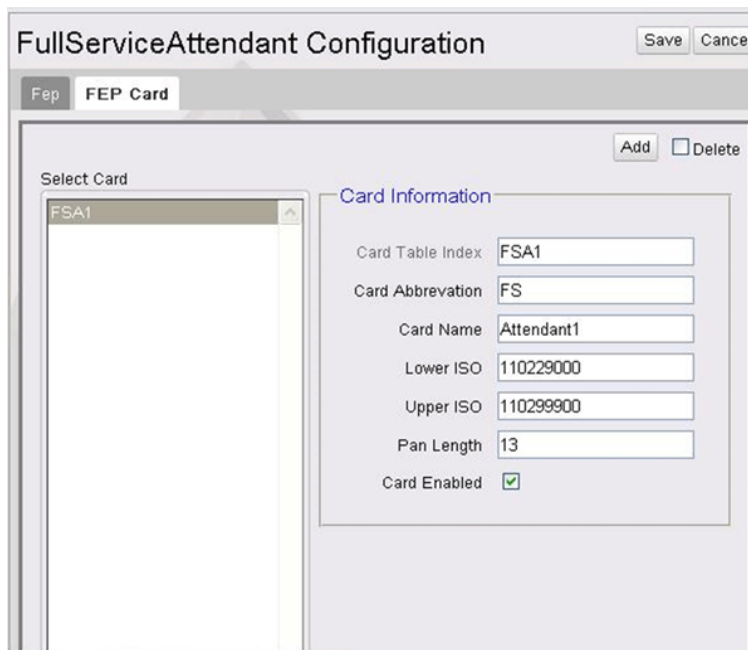 FullServiceAttendant Configuration
Save Cance
Fep FEP Card
Add Delete
Select Card
FSA1
Card Information
Card Table Index FSA1
Card Abbrevation FS
Card Name Attendant1
Lower ISO 110229000
Upper ISO 110299900
Pan Length 13
Card Enabled